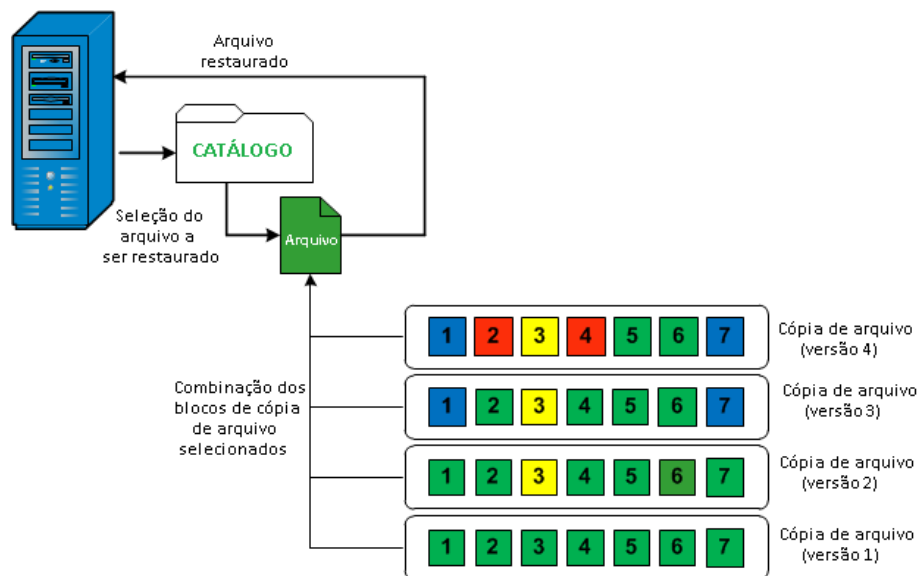 Arquivo
restaurado
CATÁLOGO
Seleção do
arquivo a
ser restaurado
Arquivo
1 2 3 4 5 6 7
Cópia de arquivo
(versão 4)
Combinação dos
blocos de cópia
de arquivo
selecionados
1 2 3 4 5 6 7
Cópia de arquivo
(versão 3)
1 2 3 4 5 6 7
Cópia de arquivo
(versão 2)
1 2 3 4 5 6 7
Cópia de arquivo
(versão 1)